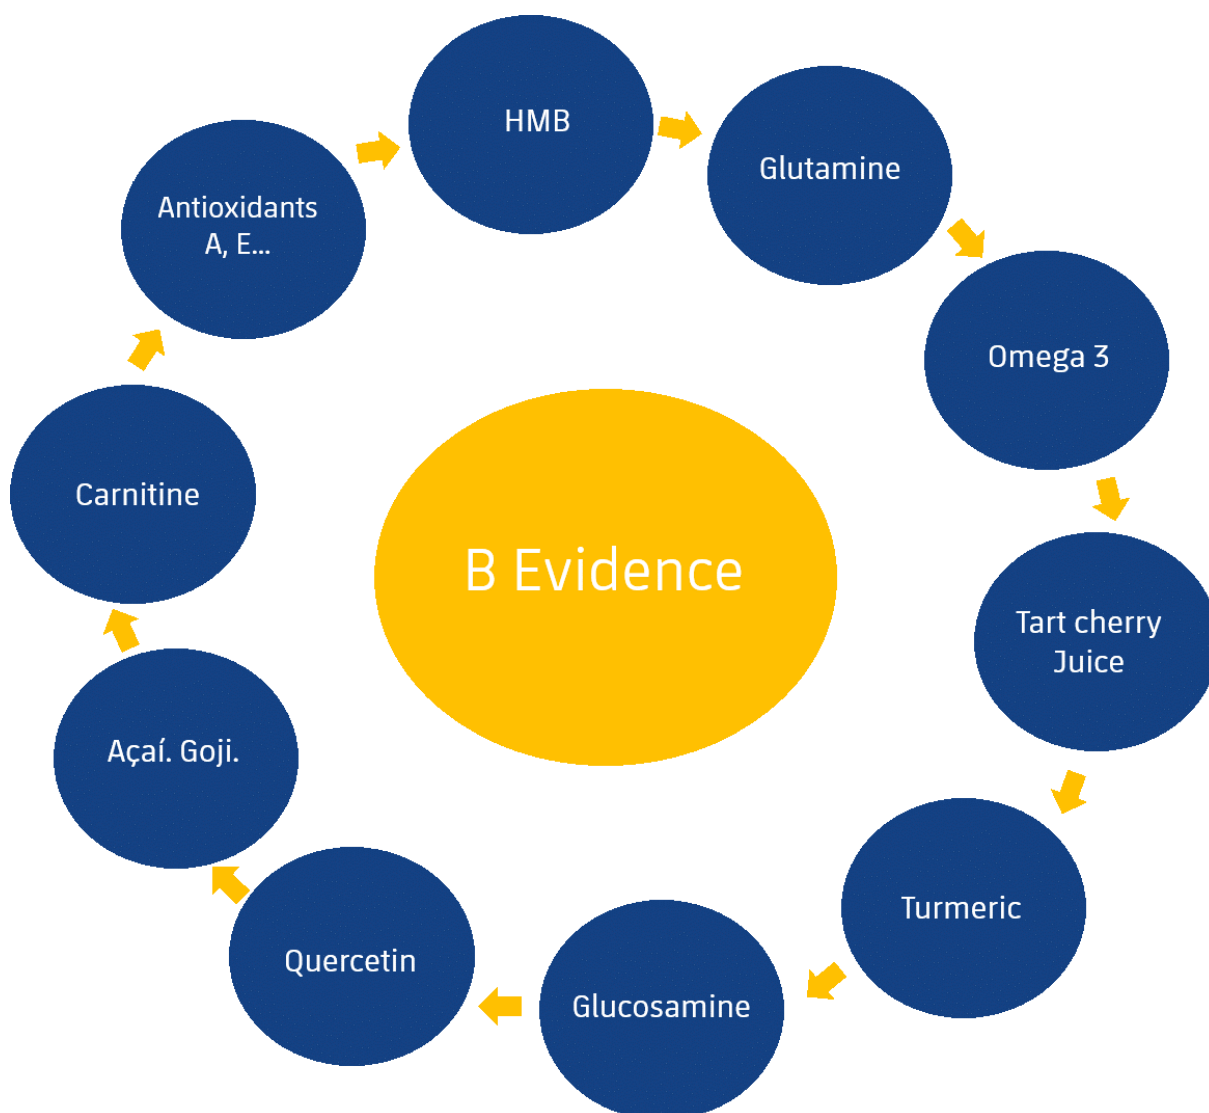 HMB
Glutamine
Omega 3
Tart cherry
Juice
Turmeric
Glucosamine
Quercetin
Açaí. Goji.
Carnitine
Antioxidants
A, E...
B Evidence